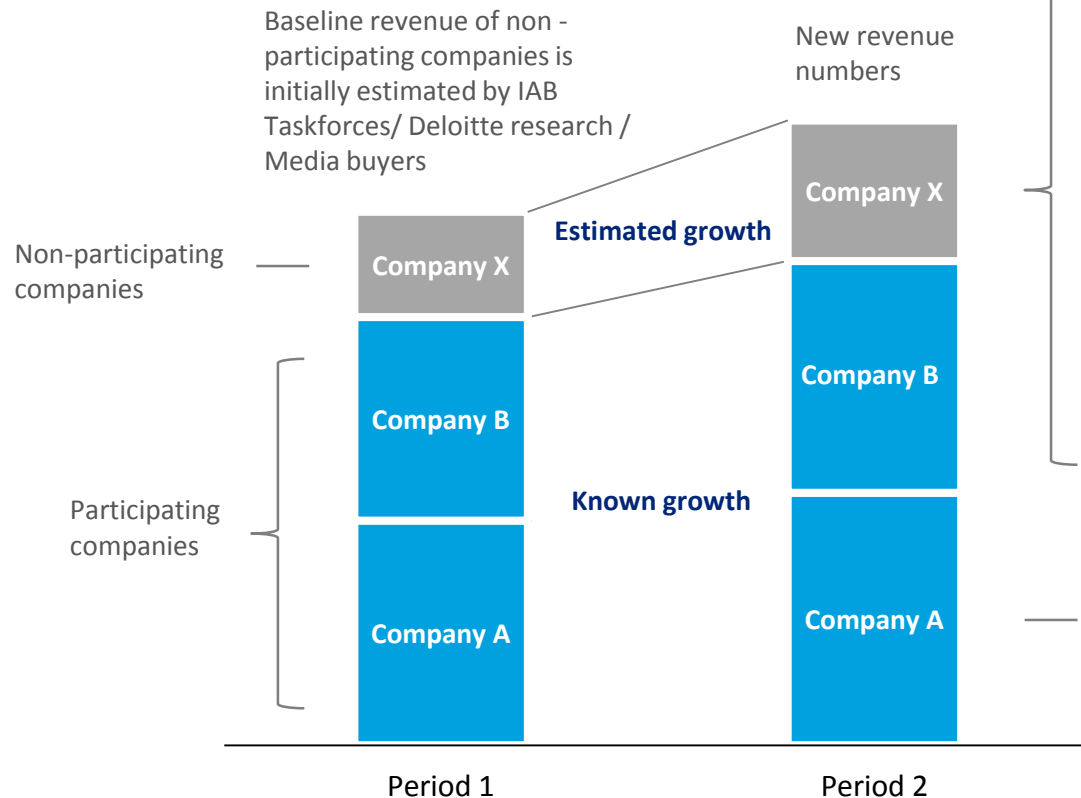 Baseline revenue of non -
participating companies is
initially estimated by IAB
Taskforces/ Deloitte research /
Media buyers
New revenue
numbers
Company X
Estimated growth
Non-participating
companies
Company X
Company B
Company B
Known growth
Participating
companies
Company A
Company A
Period 1
Period 2